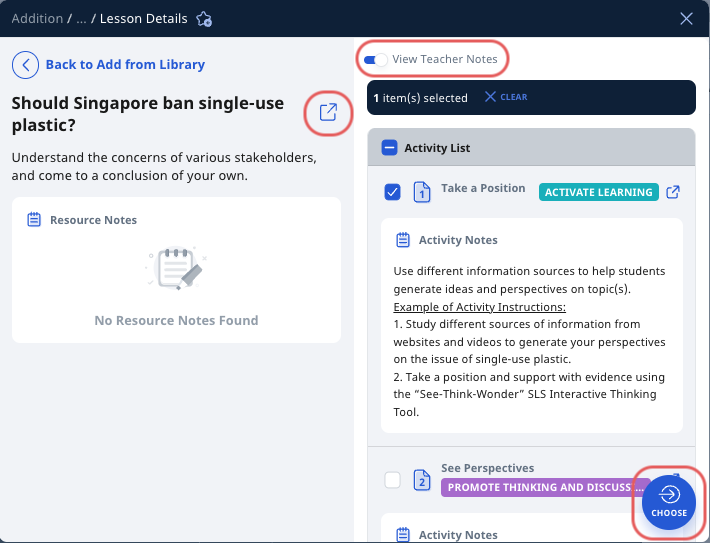 Addition / ... / Lesson Details
Back to Add from Library
Should Singapore ban single-use
plastic?
Understand the concerns of various stakeholders,
and come to a conclusion of your own.
Resource Notes
No Resource Notes Found
View Teacher Notes
1 item(s) selected
CLEAR
Activity List
1
Take a Position
ACTIVATE LEARNING
Activity Notes
Use different information sources to help students
generate ideas and perspectives on topic(s).
Example of Activity Instructions:
1. Study different sources of information from
websites and videos to generate your perspectives
on the issue of single-use plastic.
2. Take a position and support with evidence using
the “See-Think-Wonder” SLS Interactive Thinking
Tool.
2
See Perspectives
PROMOTE THINKING AND DISCUSS...
CHOOSE
Activity Notes